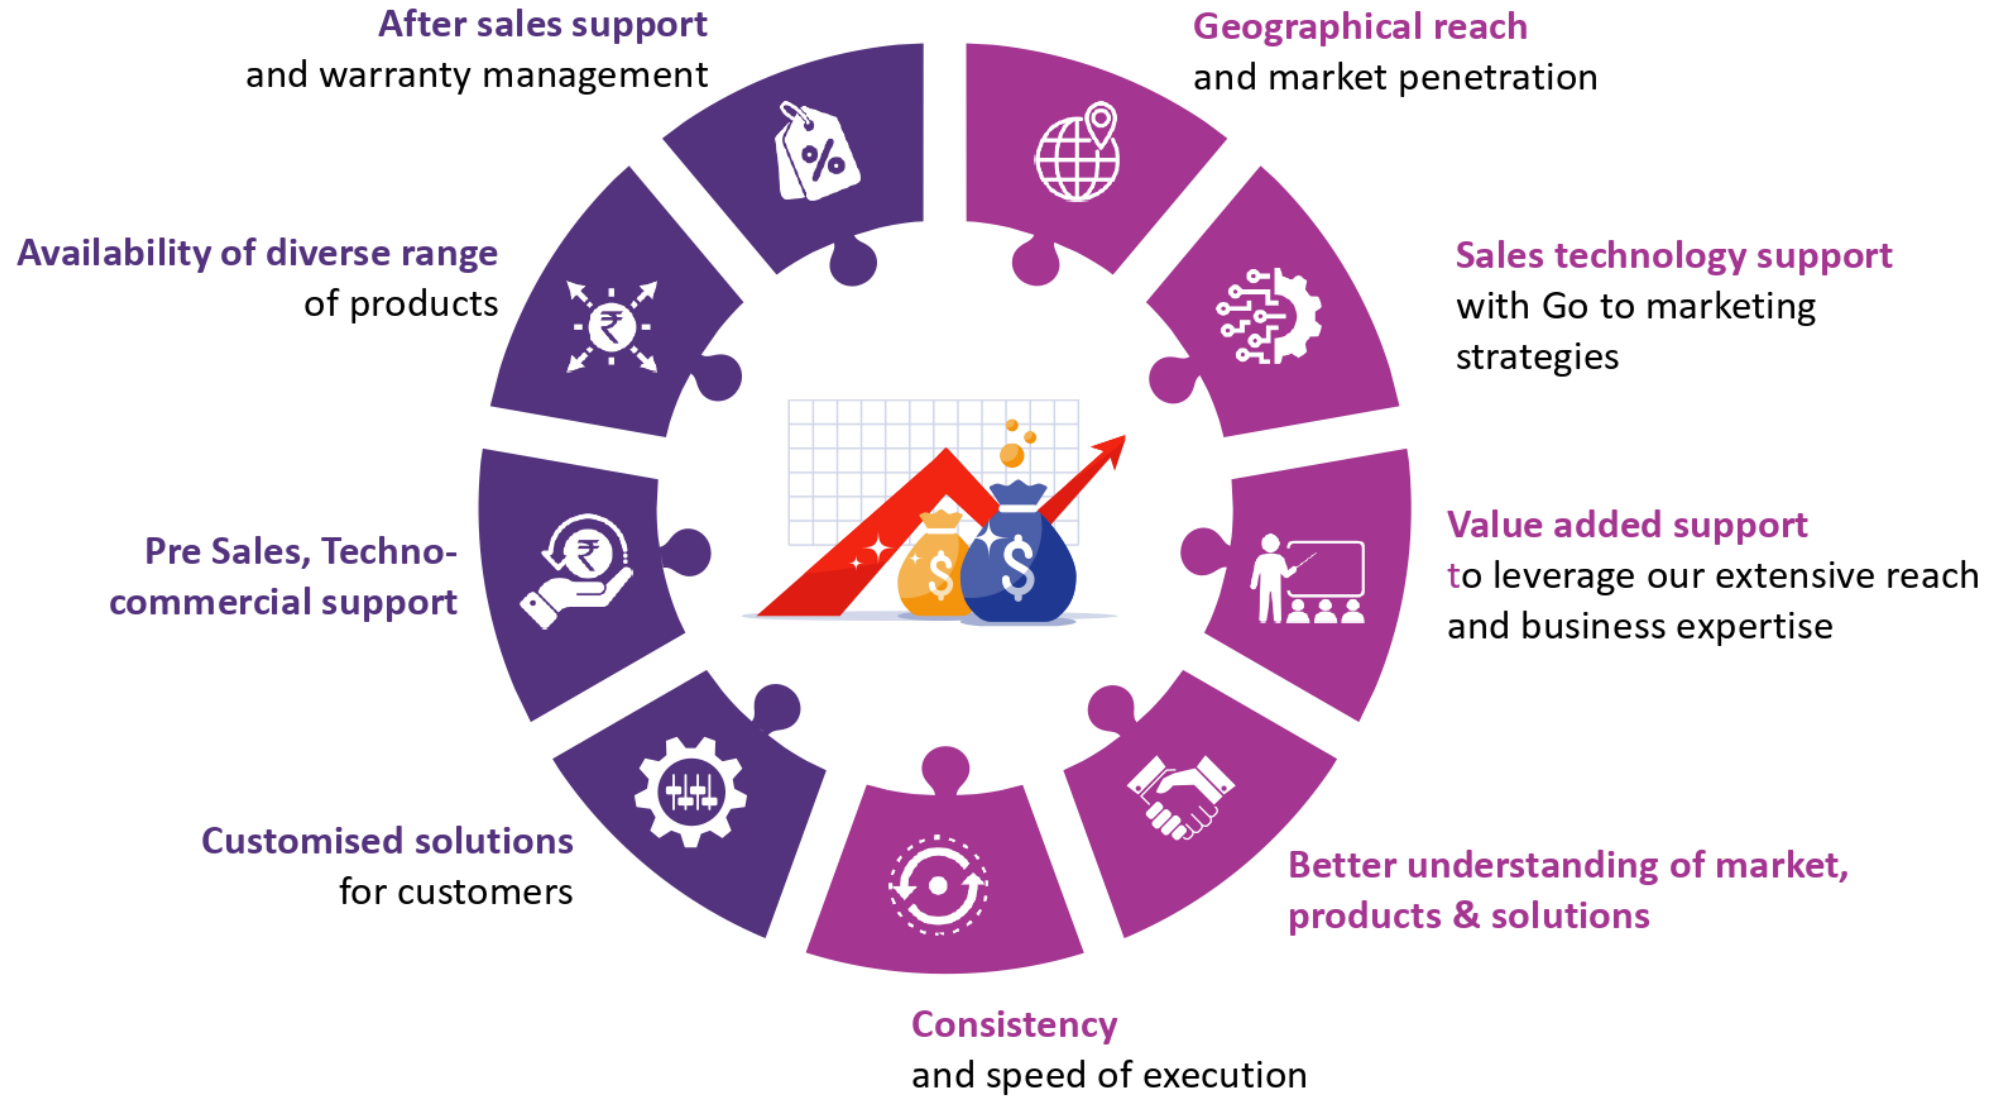 After sales support
and warranty management
Geographical reach
and market penetration
Availability of diverse range
of products
Sales technology support
with Go to marketing
strategies
Pre Sales, Techno-
commercial support
Value added support
to leverage our extensive reach
and business expertise
Customised solutions
for customers
Better understanding of market,
products & solutions
Consistency
and speed of execution